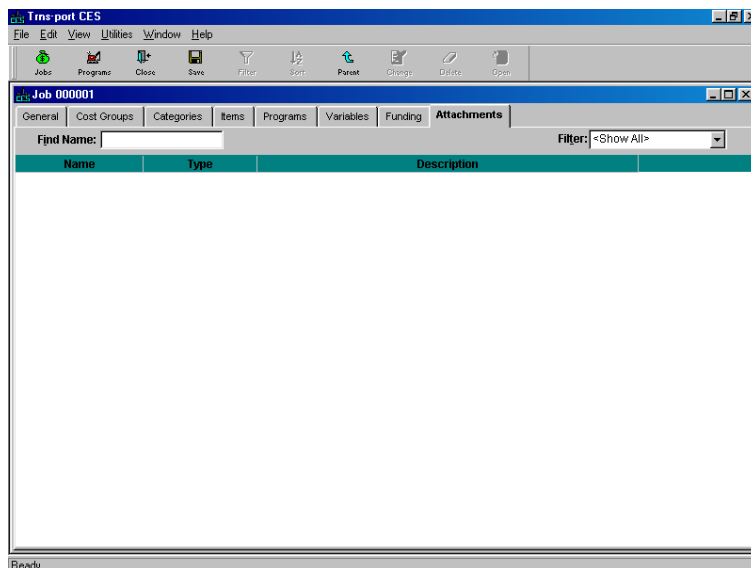 Trns·port CES
File Edit View Utilities Window Help
Jobs Programs Close Save Filter Sort Parent Change Delete Open
CES Job 000001
General Cost Groups Categories Items Programs Variables Funding Attachments
Find Name: Filter: <Show All>
Name Type Description
Ready